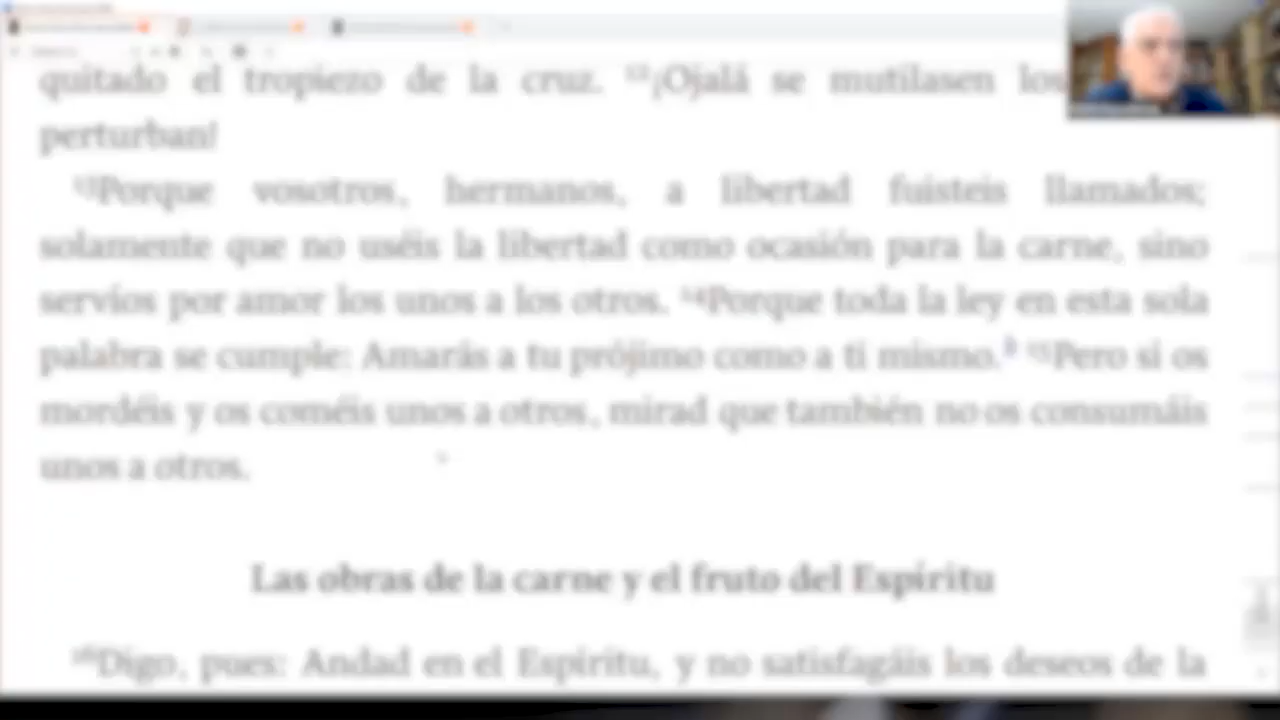 quitado el tropiezo de la cruz. ¹²¡Ojalá se mutilasen los
perturban!
¹³Porque vosotros, hermanos, a libertad fuisteis llamados;
solamente que no uséis la libertad como ocasión para la carne, sino
servíos por amor los unos a los otros. ¹⁴Porque toda la ley en esta sola
palabra se cumple: Amarás a tu prójimo como a ti mismo. ¹⁵Pero si os
mordéis y os coméis unos a otros, mirad que también no os consumáis
unos a otros.
Las obras de la carne y el fruto del Espíritu
¹⁶Digo, pues: Andad en el Espíritu, y no satisfagáis los deseos de la